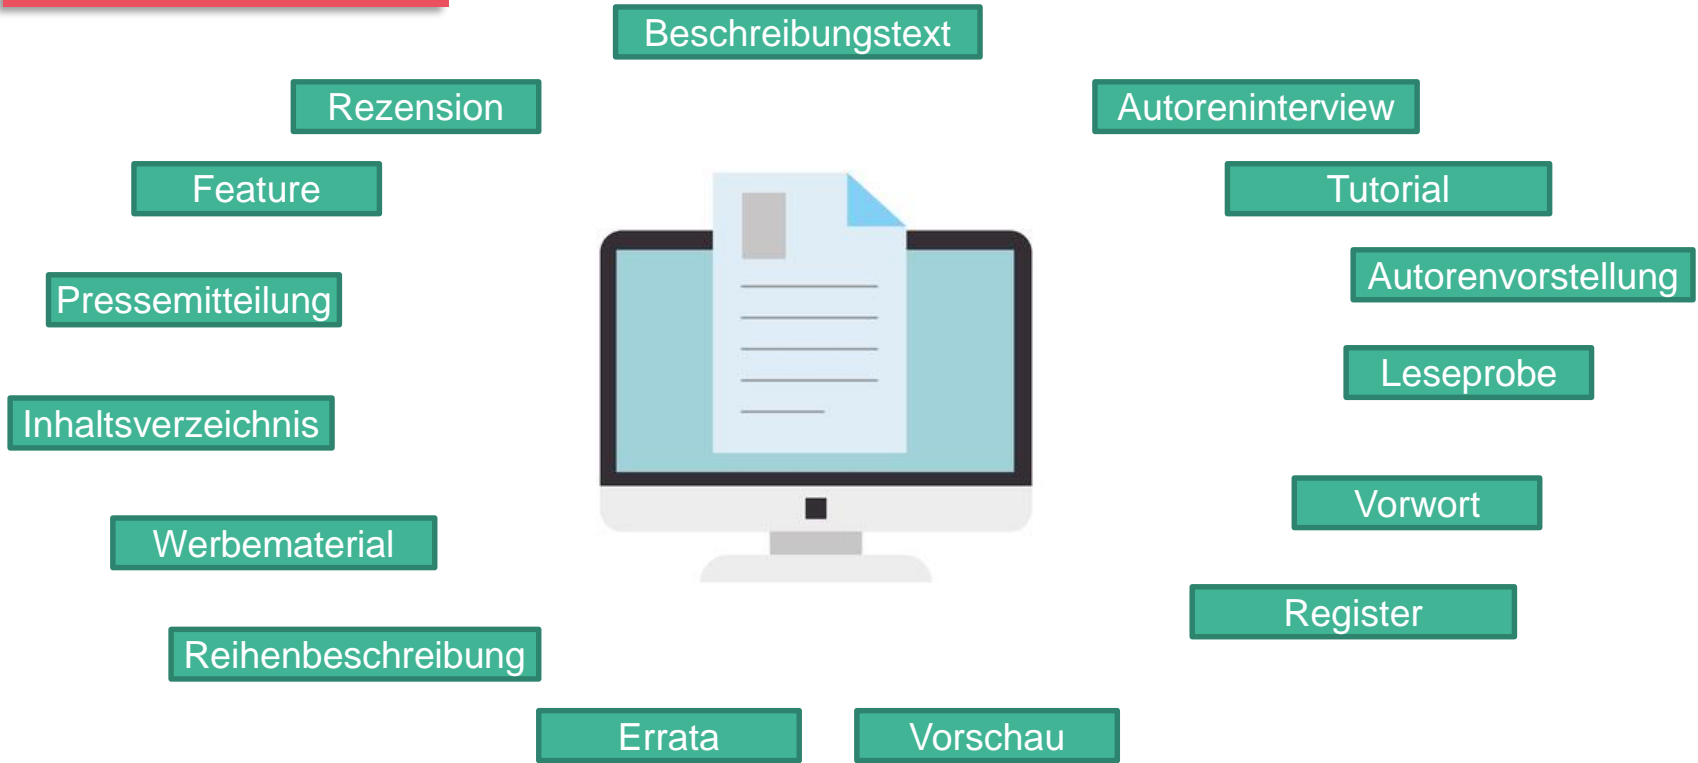 Beschreibungstext
Rezension
Autoreninterview
Feature
Tutorial
Autorenvorstellung
Pressemitteilung
Leseprobe
Inhaltsverzeichnis
Vorwort
Werbematerial
Register
Reihenbeschreibung
Errata
Vorschau